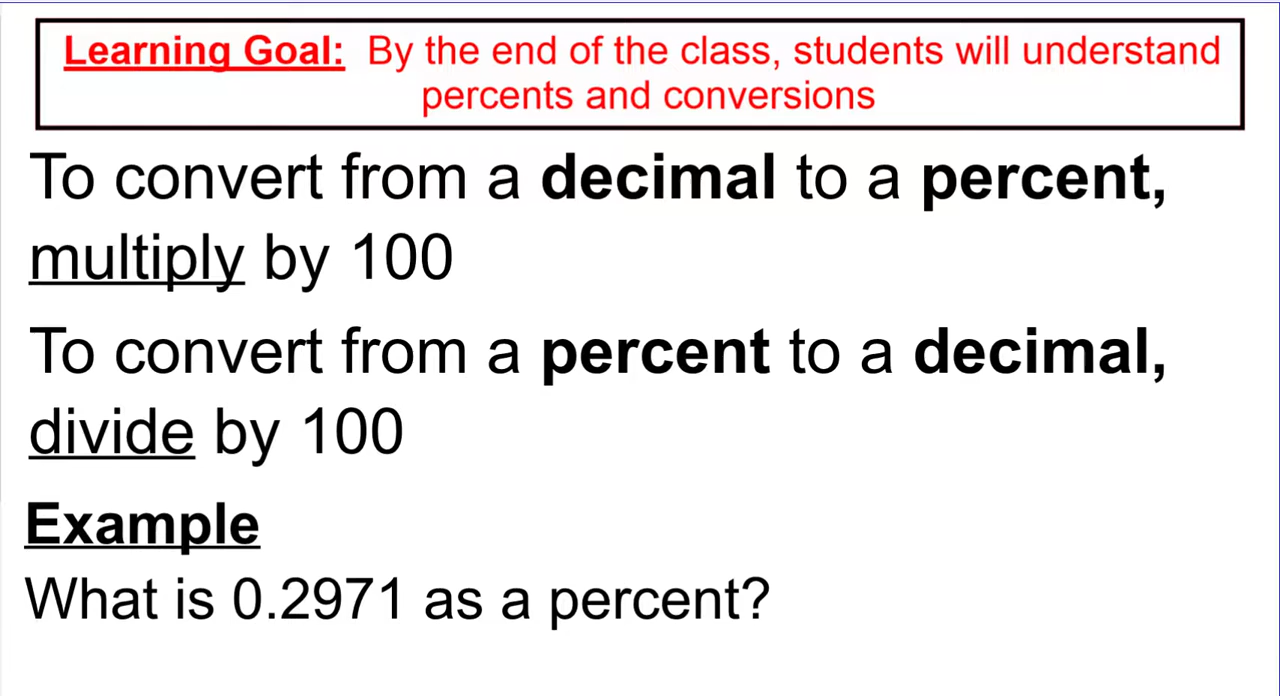 Learning Goal: By the end of the class, students will understand
percents and conversions
To convert from a decimal to a percent,
multiply by 100
To convert from a percent to a decimal,
divide by 100
Example
What is 0.2971 as a percent?